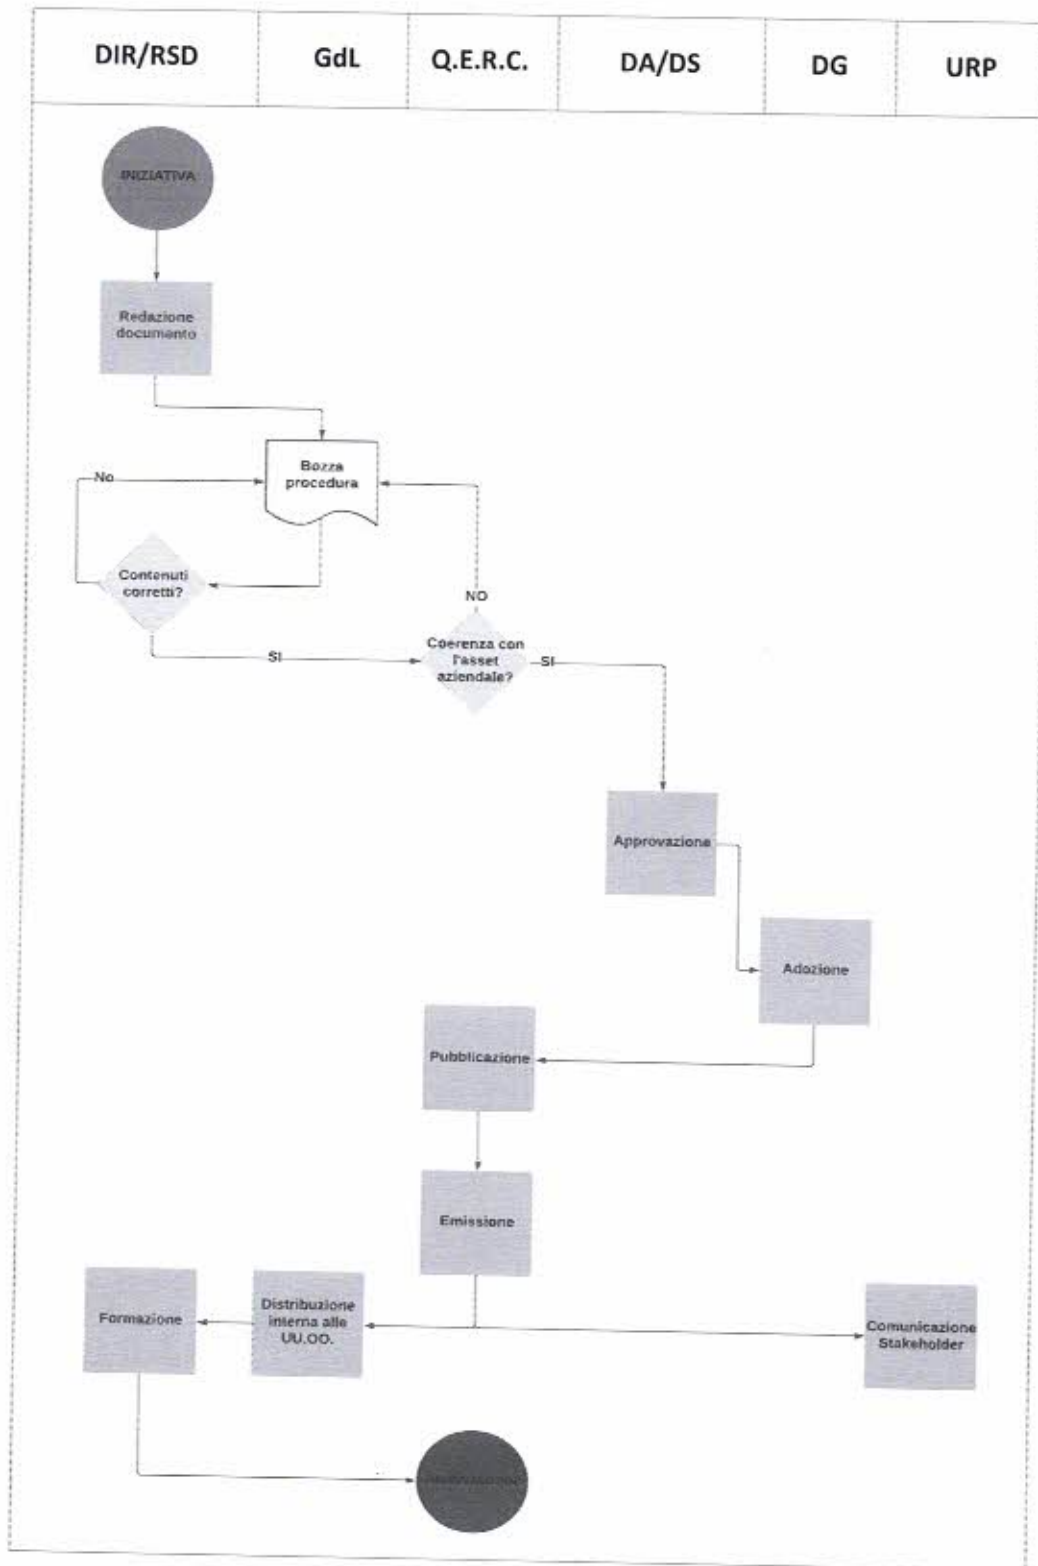 DIR/RSD
GdL
Q.E.R.C.
DA/DS
DG
URP
INIZIATIVA
Redazione
documento
Bozza
procedura
No
Contenuti
corretti?
NO
SI
Coerenza con
l'asset
aziendale?
SI
Approvazione
Adozione
Pubblicazione
Emissione
Formazione
Distribuzione
interna alle
UU.OO.
Comunicazione
Stakeholder